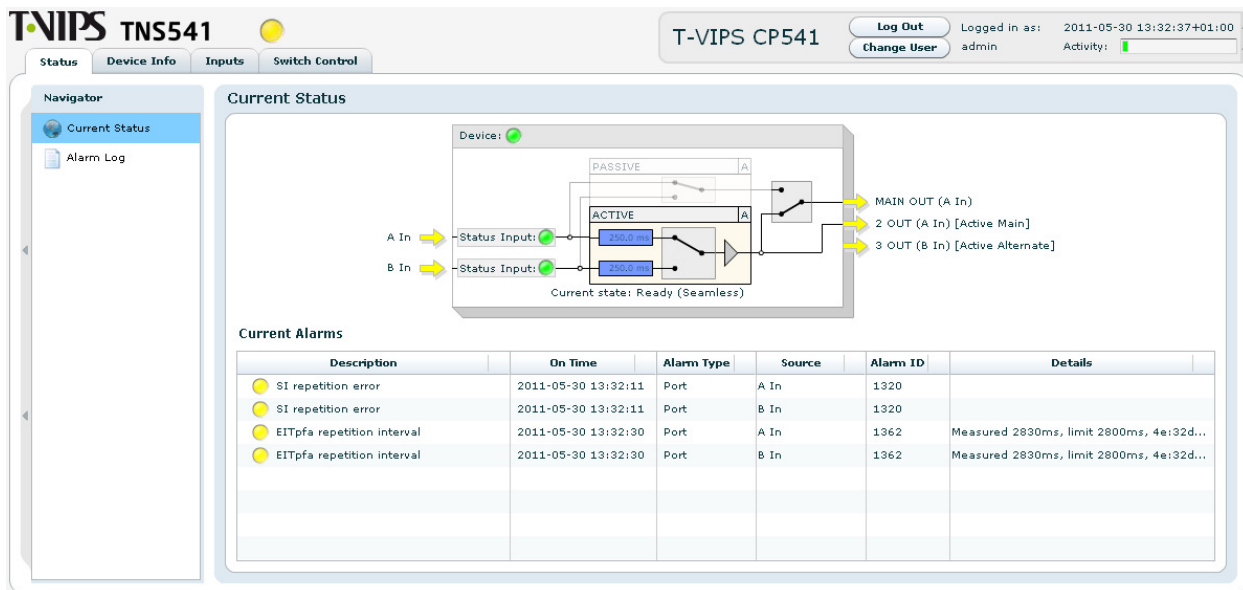 T-VIPS TNS541
T-VIPS CP541
Log Out
Change User
Logged in as:
admin
2011-05-30 13:32:37+01:00
Activity:
Status
Device Info
Inputs
Switch Control
Navigator
Current Status
Alarm Log
Current Status
Device:
PASSIVE A
ACTIVE A
A In
Status Input:
250.0 ms
B In
Status Input:
250.0 ms
Current state: Ready (Seamless)
MAIN OUT (A In)
2 OUT (A In) [Active Main]
3 OUT (B In) [Active Alternate]
Current Alarms
Description On Time Alarm Type Source Alarm ID Details
SI repetition error 2011-05-30 13:32:11 Port A In 1320
SI repetition error 2011-05-30 13:32:11 Port B In 1320
EITpfa repetition interval 2011-05-30 13:32:30 Port A In 1362 Measured 2830ms, limit 2800ms, 4e:32d...
EITpfa repetition interval 2011-05-30 13:32:30 Port B In 1362 Measured 2830ms, limit 2800ms, 4e:32d...